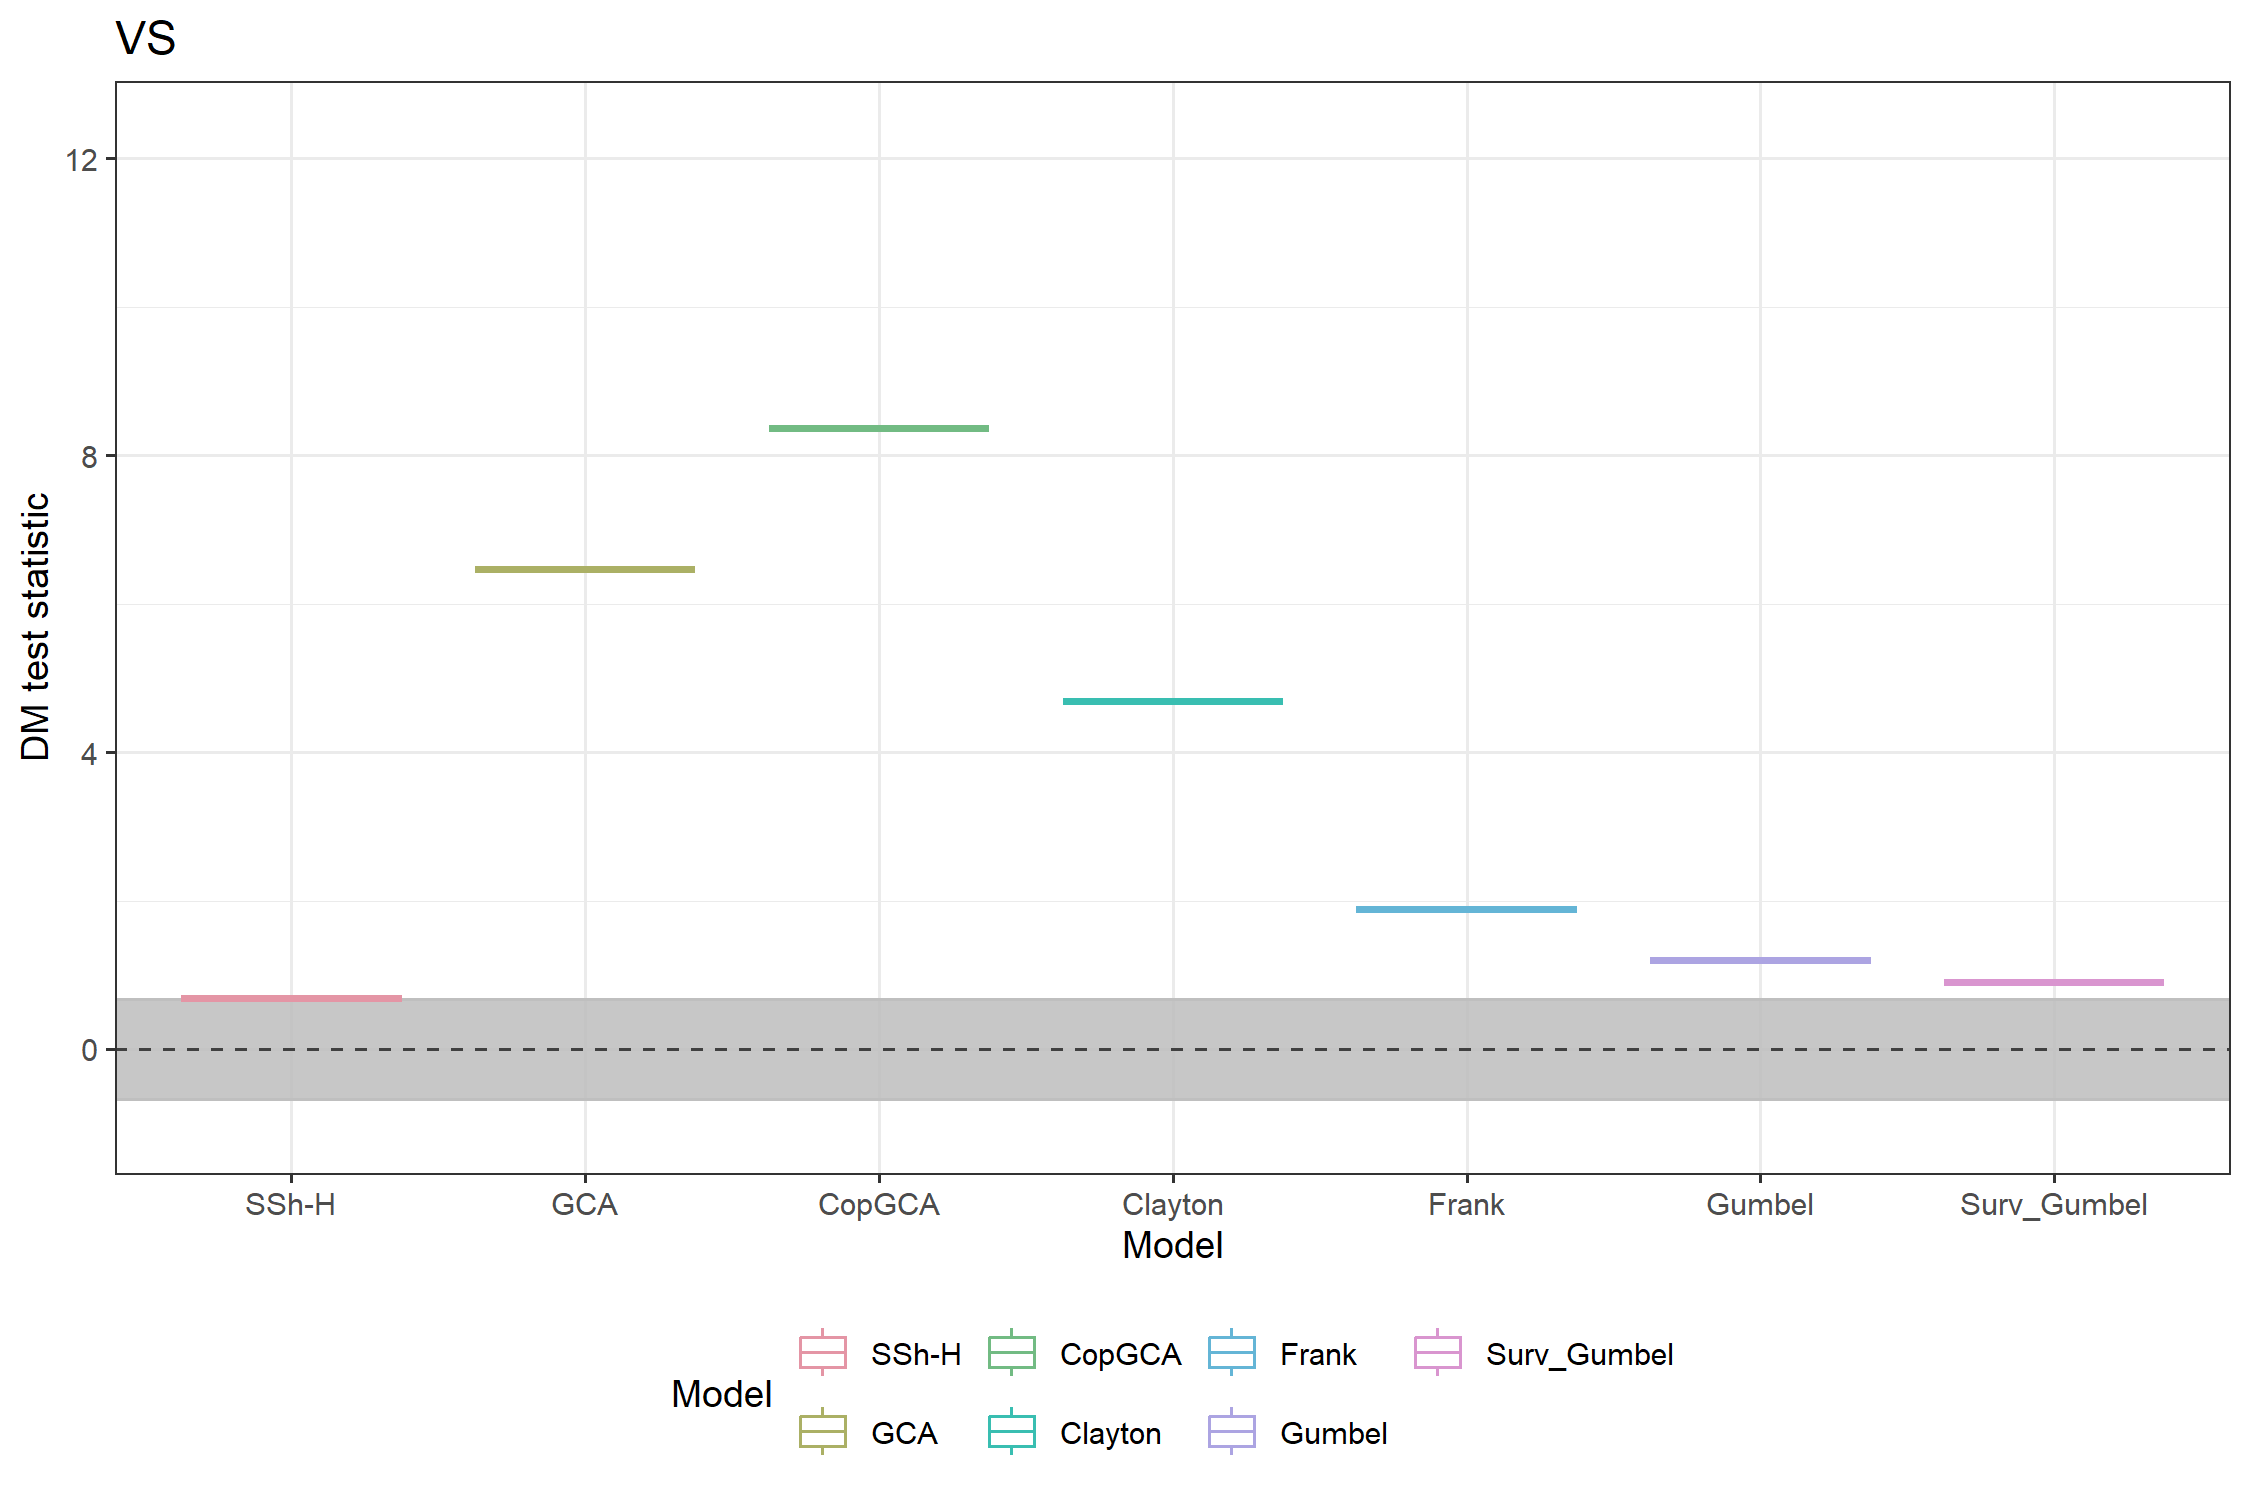 VS
DM test statistic
12
8
4
0
SSh-H GCA CopGCA Clayton Frank Gumbel Surv_Gumbel
Model
Model
SSh-H CopGCA Frank Surv_Gumbel
GCA Clayton Gumbel